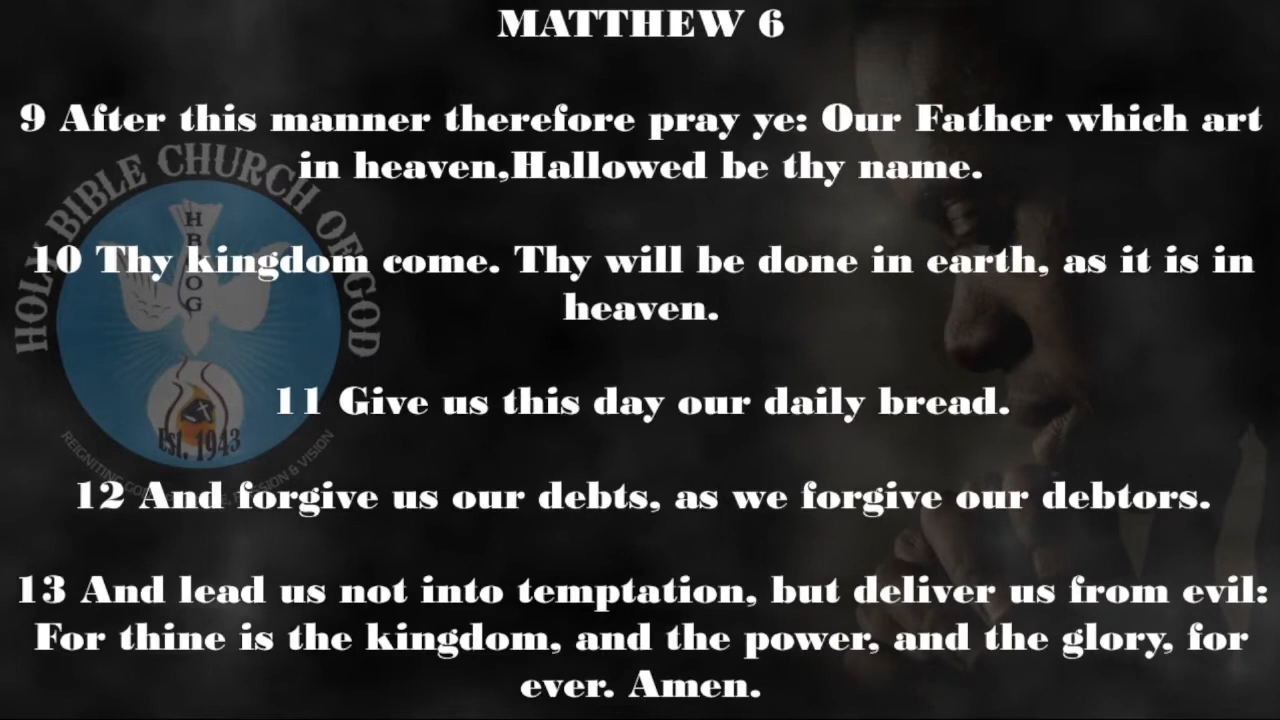 MATTHEW 6
9 After this manner therefore pray ye: Our Father which art
in heaven,Hallowed be thy name.
10 Thy kingdom come. Thy will be done in earth, as it is in
heaven.
11 Give us this day our daily bread.
12 And forgive us our debts, as we forgive our debtors.
13 And lead us not into temptation, but deliver us from evil:
For thine is the kingdom, and the power, and the glory, for
ever. Amen.
HOLY BIBLE CHURCH OF GOD
HBCOG
Est. 1943
REIGNITING & VISION